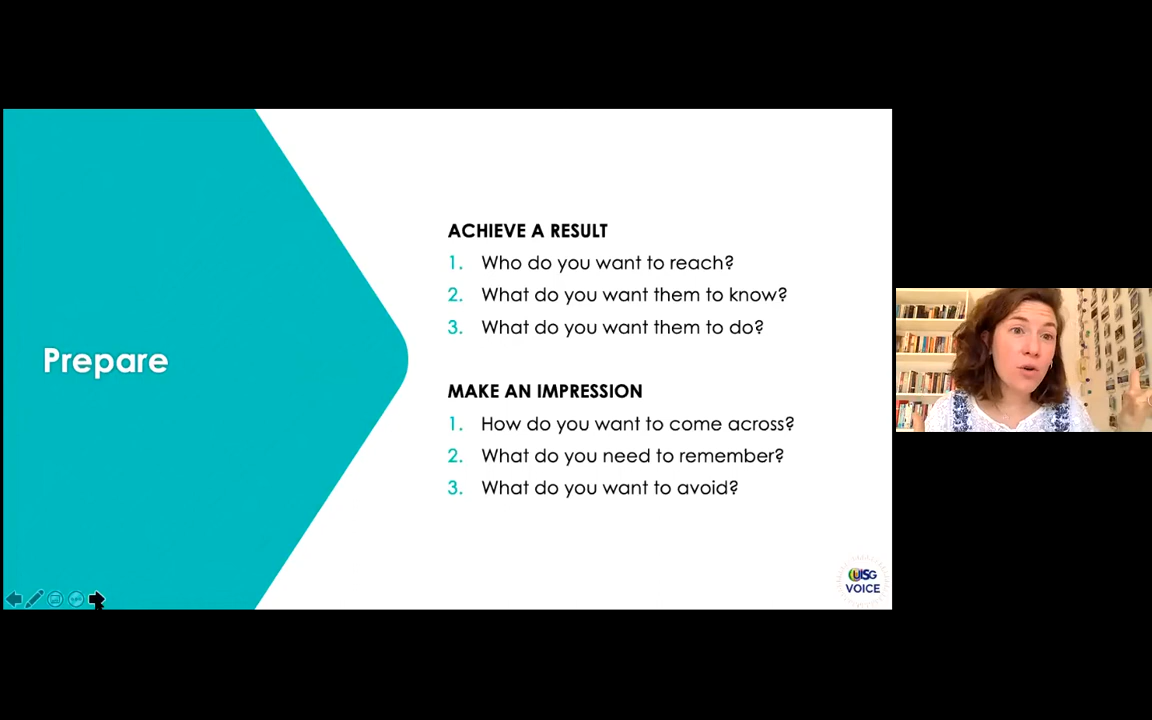 Prepare
ACHIEVE A RESULT
1. Who do you want to reach?
2. What do you want them to know?
3. What do you want them to do?
MAKE AN IMPRESSION
1. How do you want to come across?
2. What do you need to remember?
3. What do you want to avoid?
UISG
VOICE